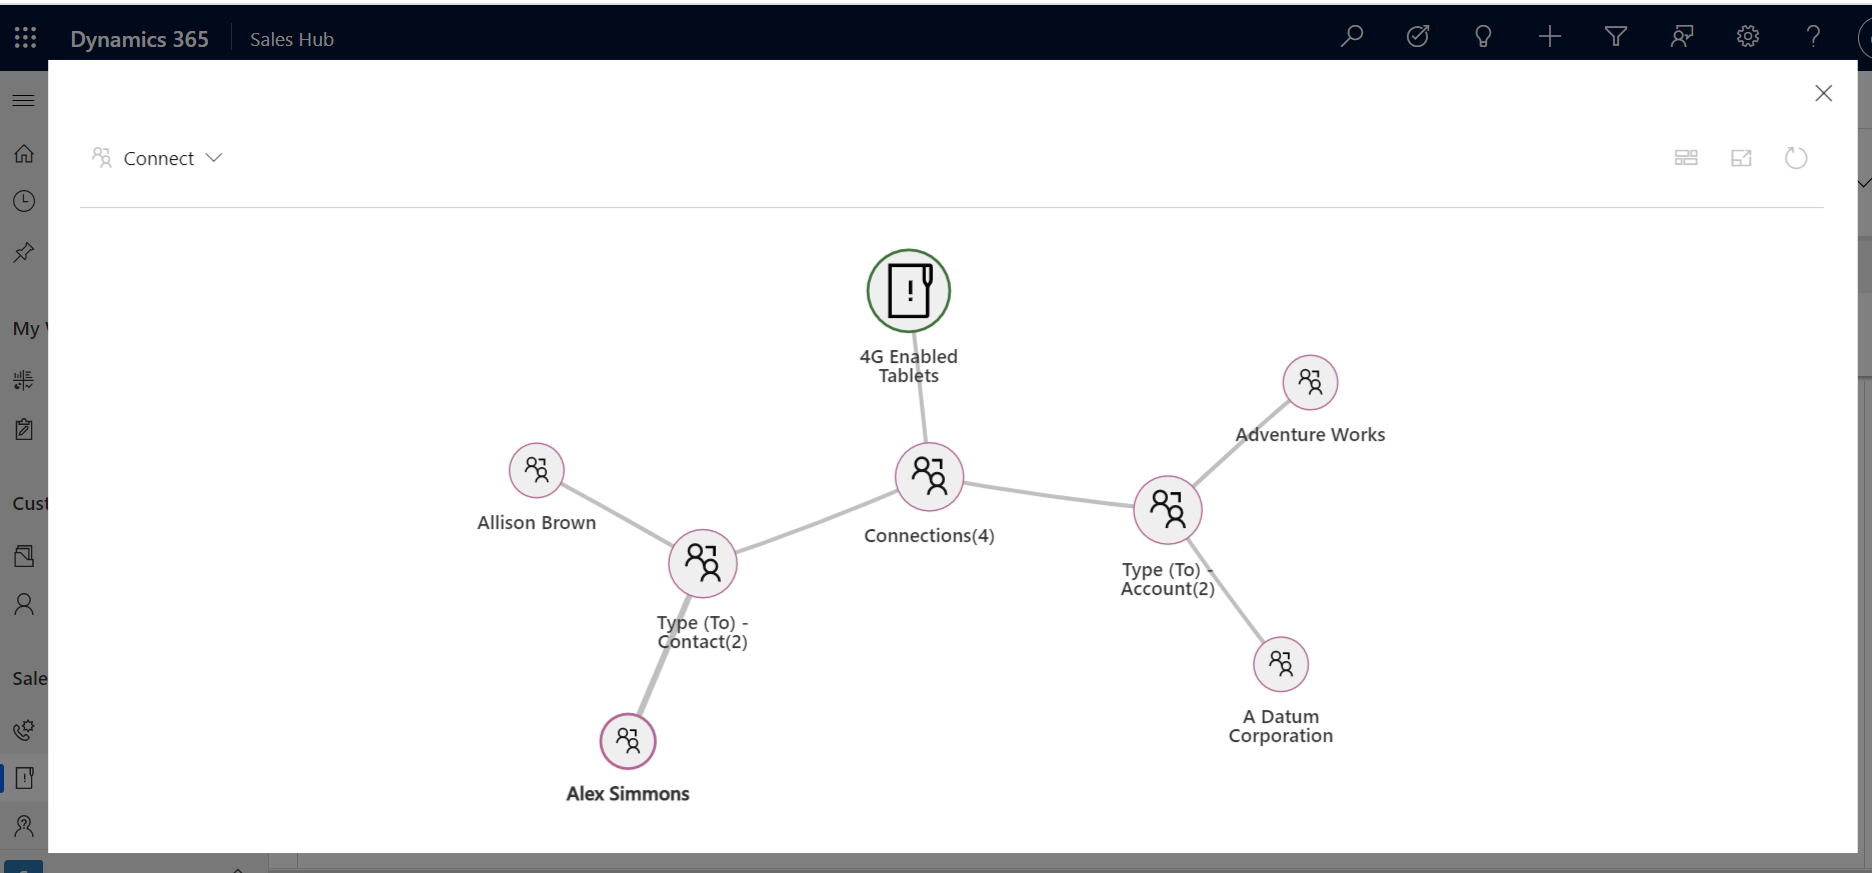 Dynamics 365
Sales Hub
Connect
My
Cust
Sale
4G Enabled
Tablets
Adventure Works
Allison Brown
Connections(4)
Type (To) -
Account(2)
Type (To) -
Contact(2)
A Datum
Corporation
Alex Simmons